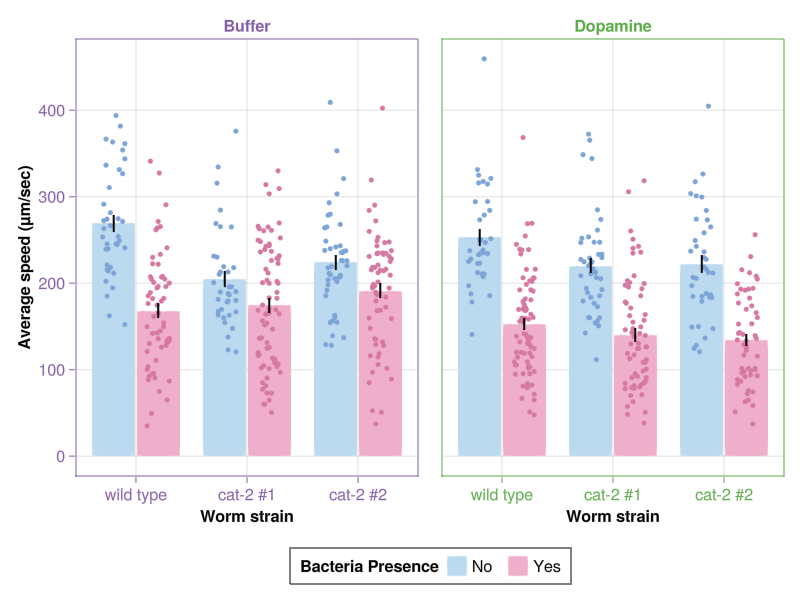 Buffer
Dopamine
Average speed (µm/sec)
400
300
200
100
0
wild type
cat-2 #1
cat-2 #2
wild type
cat-2 #1
cat-2 #2
Worm strain
Worm strain
Bacteria Presence No Yes